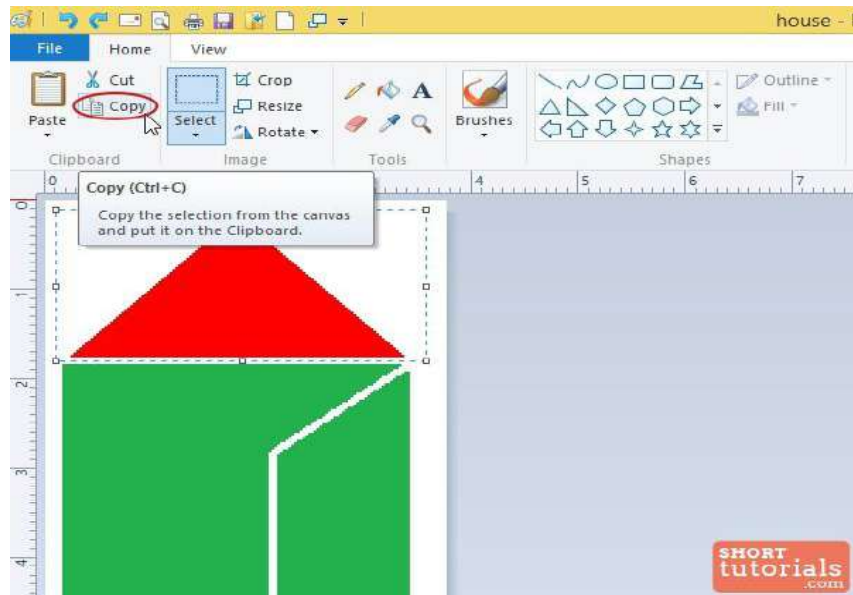 house -
File Home View
Cut
Copy
Paste
Select
Crop
Resize
Rotate
A
Brushes
Outline
Fill
Clipboard Image Tools Shapes
0 4 5 6 7
Copy (Ctrl+C)
Copy the selection from the canvas
and put it on the Clipboard.
0
1
2
3
4
SHORT
tutorials
.com